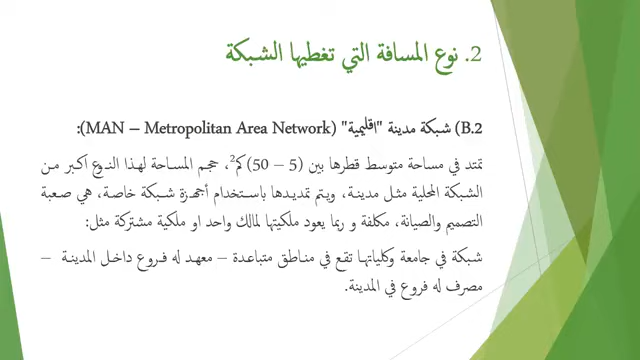 2. نوع المسافة التي تغطيها الشبكة
B.2) شبكة مدينة "اقليمية" (MAN – Metropolitan Area Network):
تمتد في مساحة متوسط قطرها بين (5 – 50)كم²، حجم المساحة لهذا النوع اكبر من
الشبكة المحلية مثل مدينة، ويتم تمديدها باستخدام أجهزة شبكة خاصة، هي صعبة
التصميم والصيانة، مكلفة و ربما يعود ملكيتها لمالك واحد او ملكية مشتركة مثل:
شبكة في جامعة وكلياتها تقع في مناطق متباعدة – معهد له فروع داخل المدينة –
مصرف له فروع في المدينة.